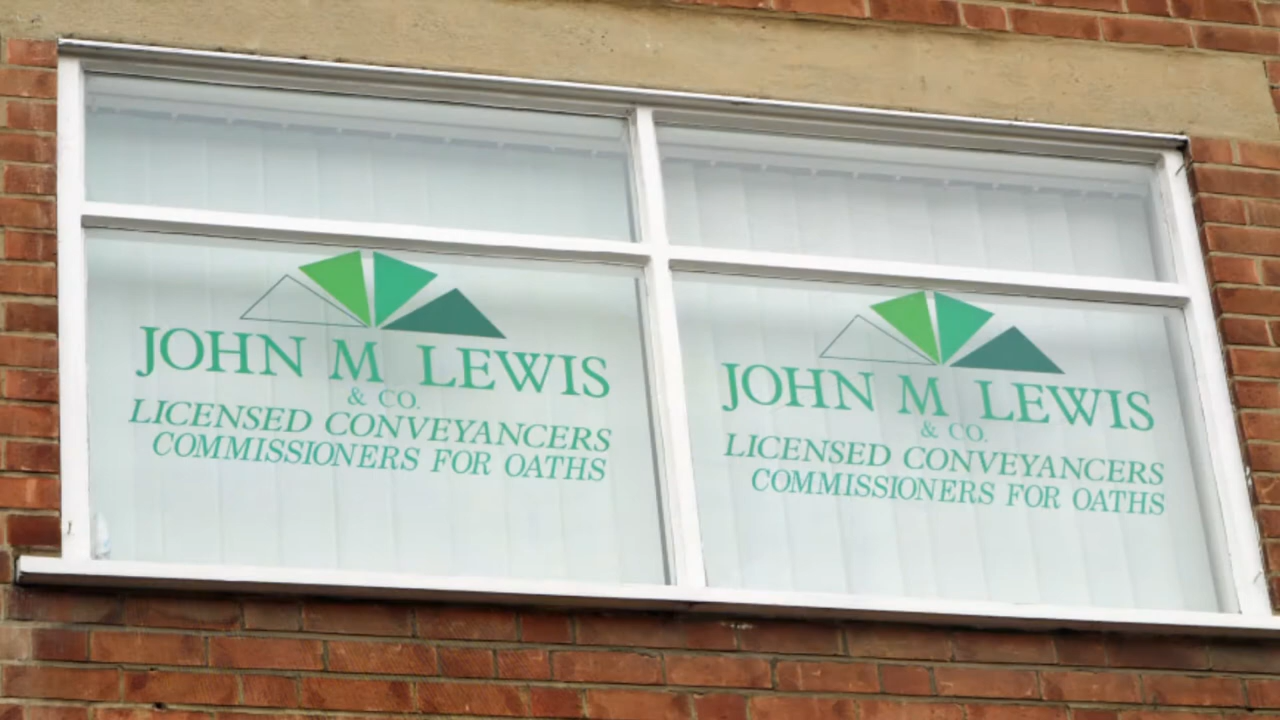 JOHN M LEWIS
& CO.
LICENSED CONVEYANCERS
COMMISSIONERS FOR OATHS
JOHN M LEWIS
& CO.
LICENSED CONVEYANCERS
COMMISSIONERS FOR OATHS